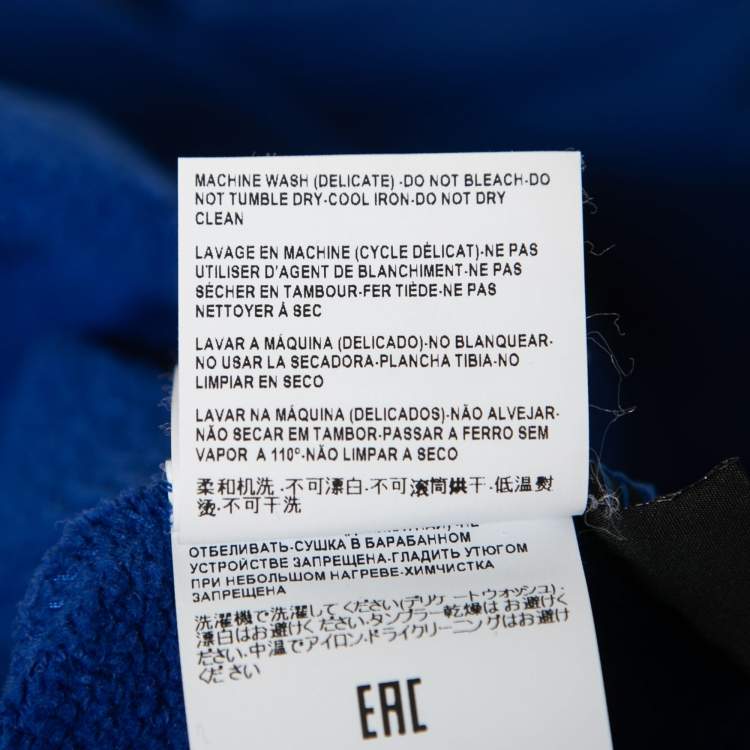 MACHINE WASH (DELICATE) -DO NOT BLEACH-DO
NOT TUMBLE DRY-COOL IRON-DO NOT DRY
CLEAN
LAVAGE EN MACHINE (CYCLE DÉLICAT)-NE PAS
UTILISER D'AGENT DE BLANCHIMENT-NE PAS
SÉCHER EN TAMBOUR-FER TIÈDE-NE PAS
NETTOYER À SEC
LAVAR A MÁQUINA (DELICADO)-NO BLANQUEAR-
NO USAR LA SECADORA-PLANCHA TIBIA-NO
LIMPIAR EN SECO
LAVAR NA MÁQUINA (DELICADOS)-NÃO ALVEJAR-
NÃO SECAR EM TAMBOR-PASSAR A FERRO SEM
VAPOR A 110°-NÃO LIMPAR A SECO
柔和机洗-不可漂白-不可滚筒烘干-低温熨
烫-不可干洗
ОТБЕЛИВАТЬ-СУШКА В БАРАБАННОМ
УСТРОЙСТВЕ ЗАПРЕЩЕНА-ГЛАДИТЬ УТЮГОМ
ПРИ НЕБОЛЬШОМ НАГРЕВЕ-ХИМЧИСТКА
ЗАПРЕЩЕНА
洗濯機で洗濯してください(デリケートウォッシュ)-
漂白はお避けください-タンブラー乾燥はお避けく
ださい-中温でアイロン-ドライクリーニングはお避け
ください
EAC